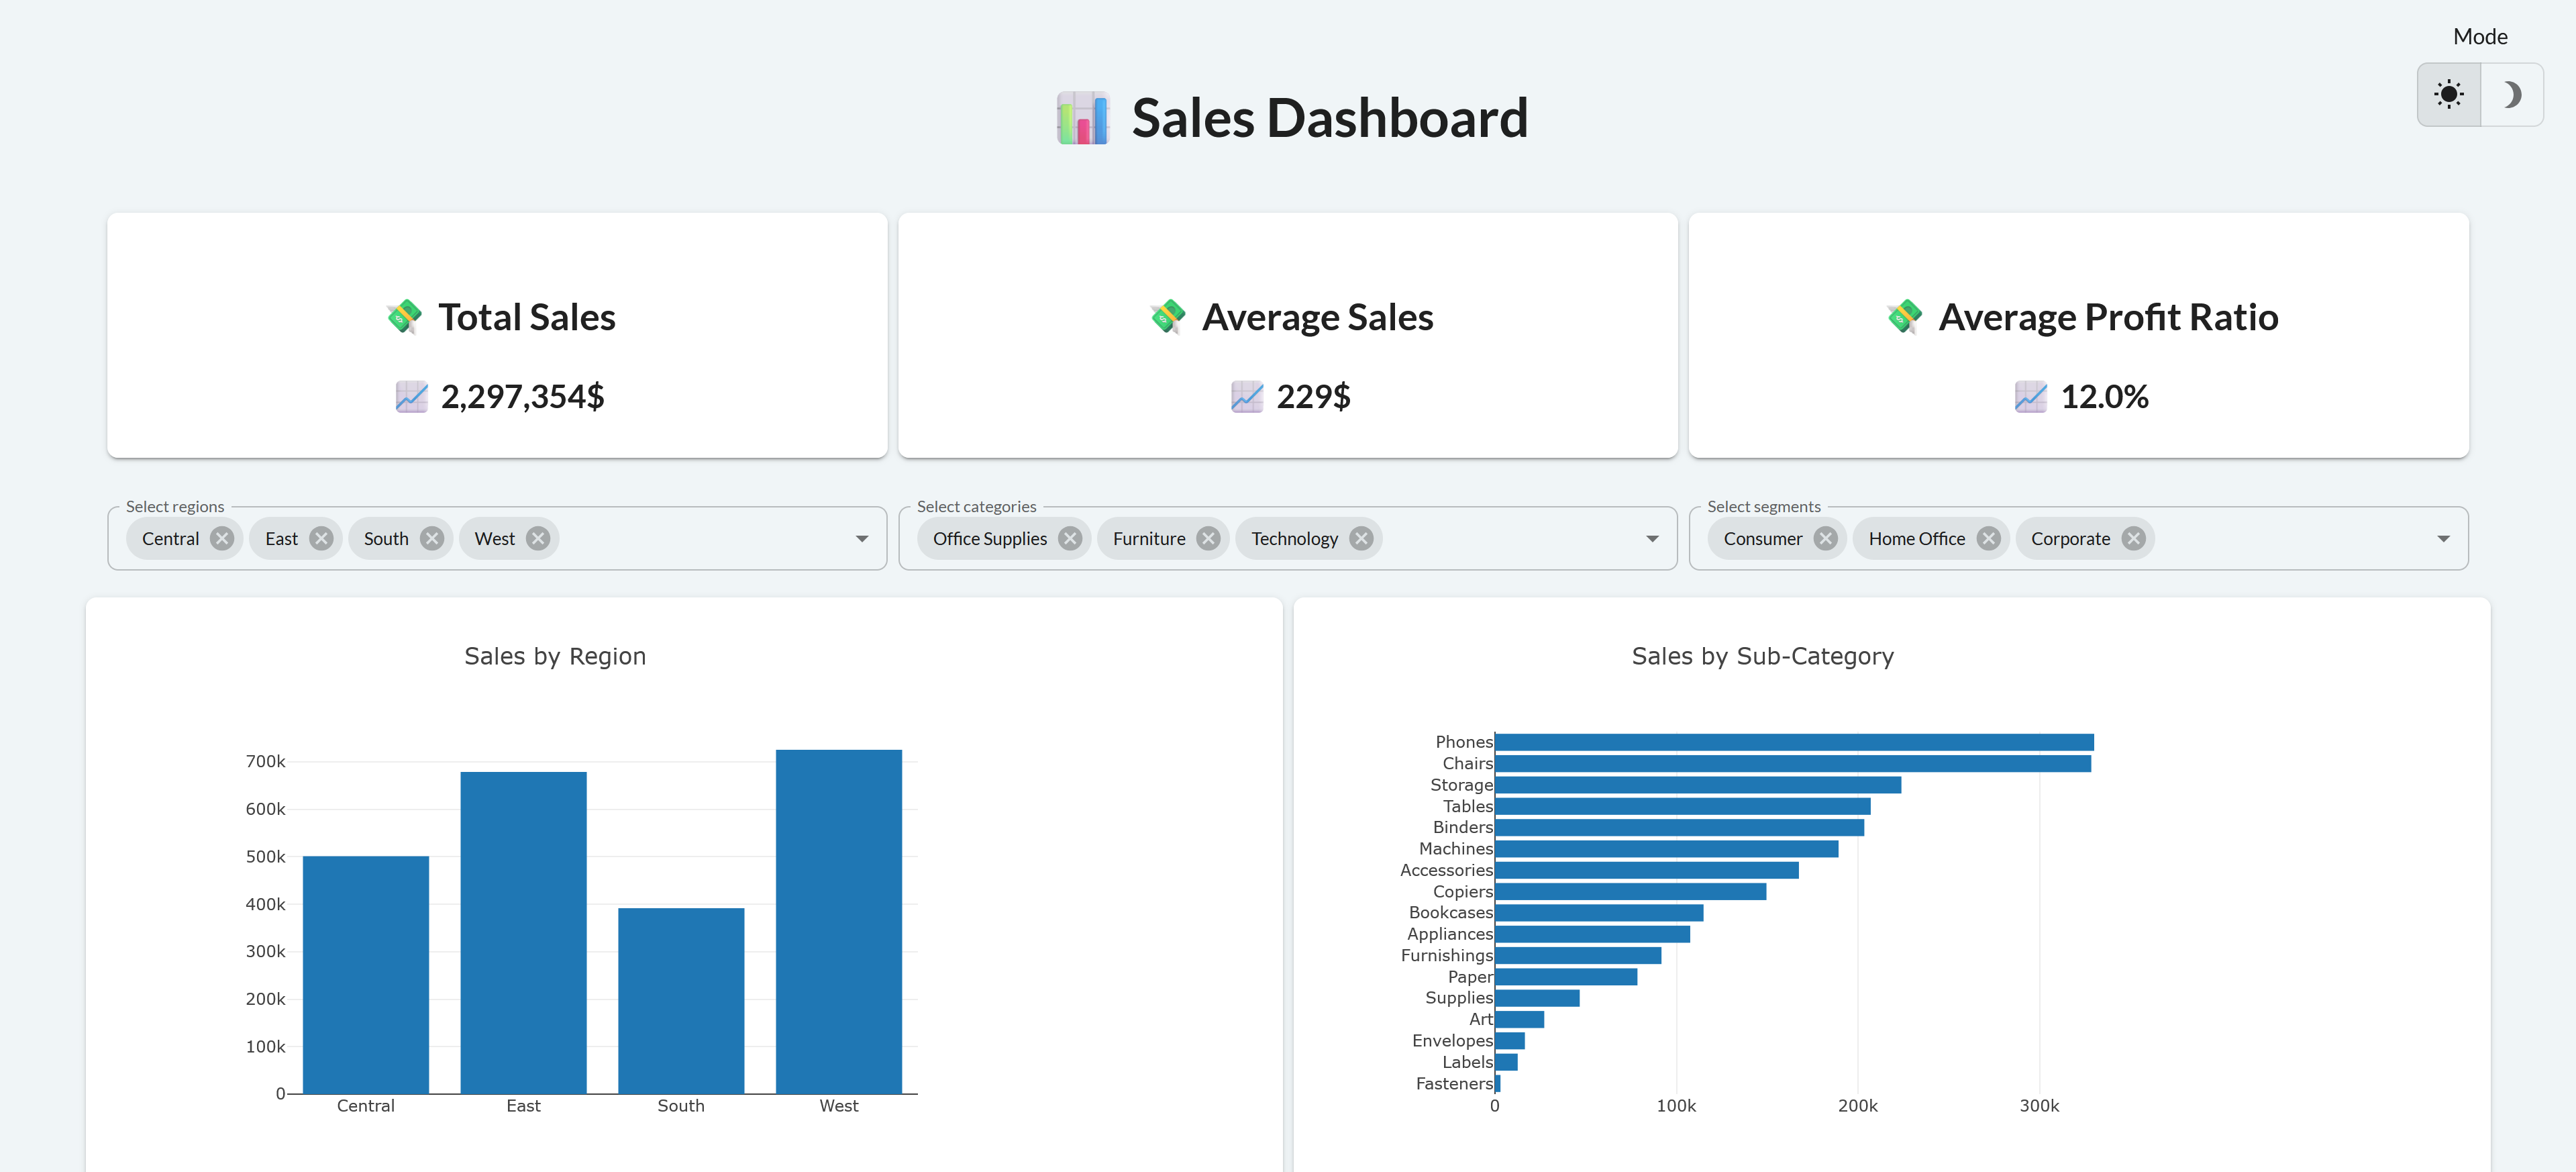 Mode
Sales Dashboard
Total Sales
2,297,354$
Average Sales
229$
Average Profit Ratio
12.0%
Select regions
Central East South West
Select categories
Office Supplies Furniture Technology
Select segments
Consumer Home Office Corporate
Sales by Region
700k
600k
500k
400k
300k
200k
100k
0
Central East South West
Sales by Sub-Category
Phones
Chairs
Storage
Tables
Binders
Machines
Accessories
Copiers
Bookcases
Appliances
Furnishings
Paper
Supplies
Art
Envelopes
Labels
Fasteners
0 100k 200k 300k